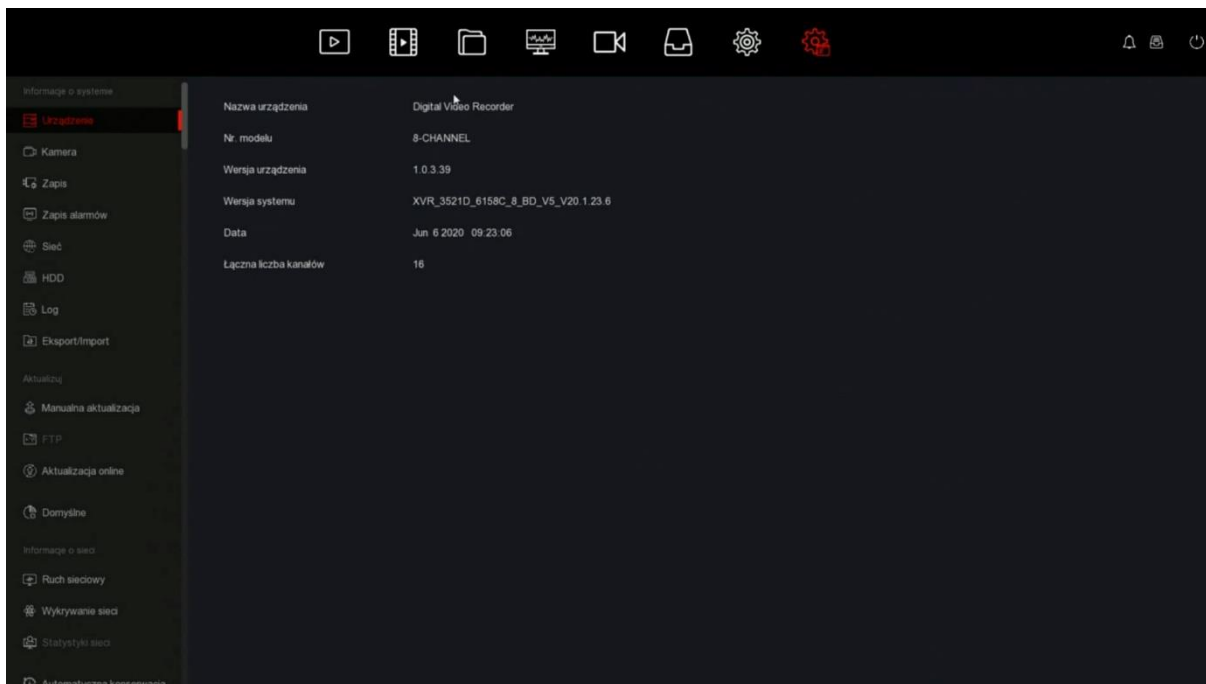 Informacje o systemie
Urządzenie
Kamera
Zapis
Zapis alarmów
Sieć
HDD
Log
Eksport/Import
Aktualizuj
Manualna aktualizacja
FTP
Aktualizacja online
Domyślne
Informacje o sieci
Ruch sieciowy
Wykrywanie sieci
Statystyki sieci
Automatyczna konserwacja
Nazwa urządzenia Digital Video Recorder
Nr. modelu 8-CHANNEL
Wersja urządzenia 1.0.3.39
Wersja systemu XVR_3521D_6158C_8_BD_V5_V20.1.23.6
Data Jun 6 2020 09:23:06
Łączna liczba kanałów 16